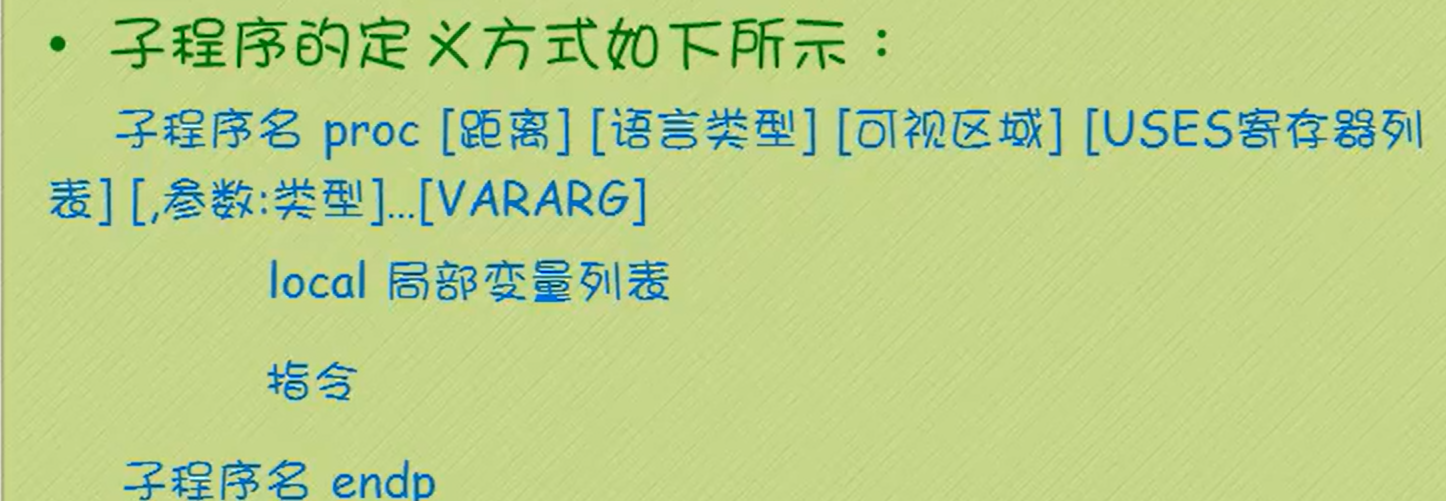 • 子程序的定义方式如下所示：
子程序名 proc [距离] [语言类型] [可视区域] [USES寄存器列
表] [,参数:类型]...[VARARG]
local 局部变量列表
指令
子程序名 endp